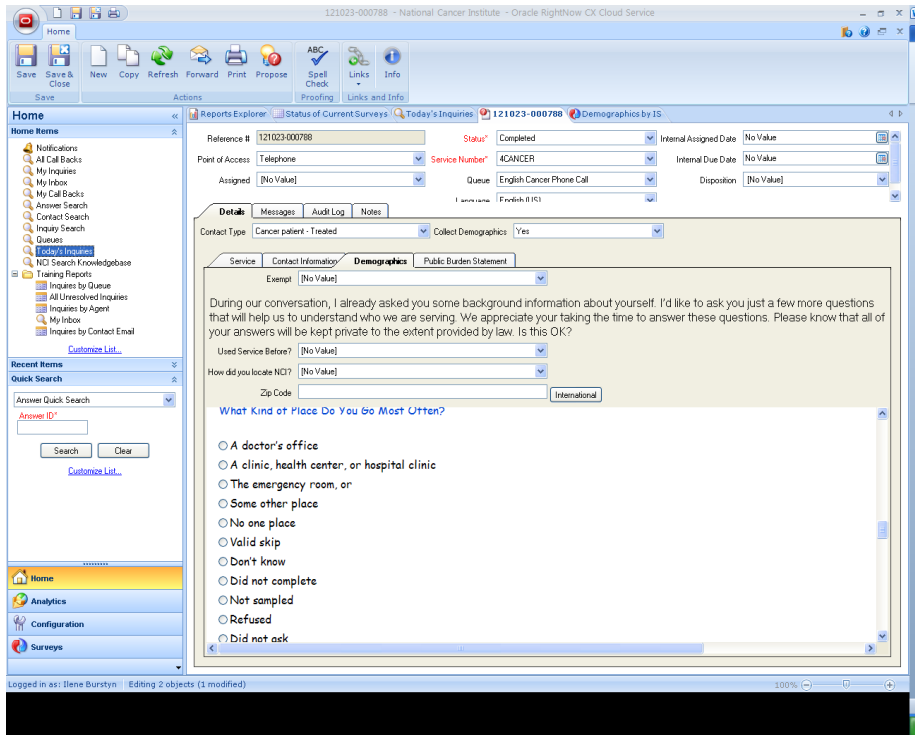 121023-000788 - National Cancer Institute - Oracle RightNow CX Cloud Service
Home
Save
Save & Close
New
Copy
Refresh
Forward
Print
Propose
ABC
Spell Check
Links
Info
Save
Actions
Proofing
Links and Info
Home «
Home Items
Notifications
All Call Backs
My Inquiries
My Inbox
My Call Backs
Answer Search
Contact Search
Inquiry Search
Queues
Today's Inquiries
NCI Search Knowledgebase
Training Reports
Inquires by Queue
All Unresolved Inquiries
Inquiries by Agent
My Inbox
Inquires by Contact Email
Customize List...
Recent Items
Quick Search
Answer Quick Search
Answer ID*
Search Clear
Customize List...
Home
Analytics
Configuration
Surveys
Reports Explorer Status of Current Surveys Today's Inquiries 121023-000788 Demographics by IS
Reference # 121023-000788 Status* Completed Internal Assigned Date No Value
Point of Access Telephone Service Number* 4CANCER Internal Due Date No Value
Assigned [No Value] Queue English Cancer Phone Call Disposition [No Value]
Language English (US)
Details Messages Audit Log Notes
Contact Type Cancer patient - Treated Collect Demographics Yes
Service Contact Information Demographics Public Burden Statement
Exempt [No Value]
During our conversation, I already asked you some background information about yourself. I'd like to ask you just a few more questions
that will help us to understand who we are serving. We appreciate your taking the time to answer these questions. Please know that all of
your answers will be kept private to the extent provided by law. Is this OK?
Used Service Before? [No Value]
How did you locate NCI? [No Value]
Zip Code International
What Kind of Place Do You Go Most Often?
A doctor's office
A clinic, health center, or hospital clinic
The emergency room, or
Some other place
No one place
Valid skip
Don't know
Did not complete
Not sampled
Refused
Did not ask
Logged in as: Ilene Burstyn Editing 2 objects (1 modified) 100%